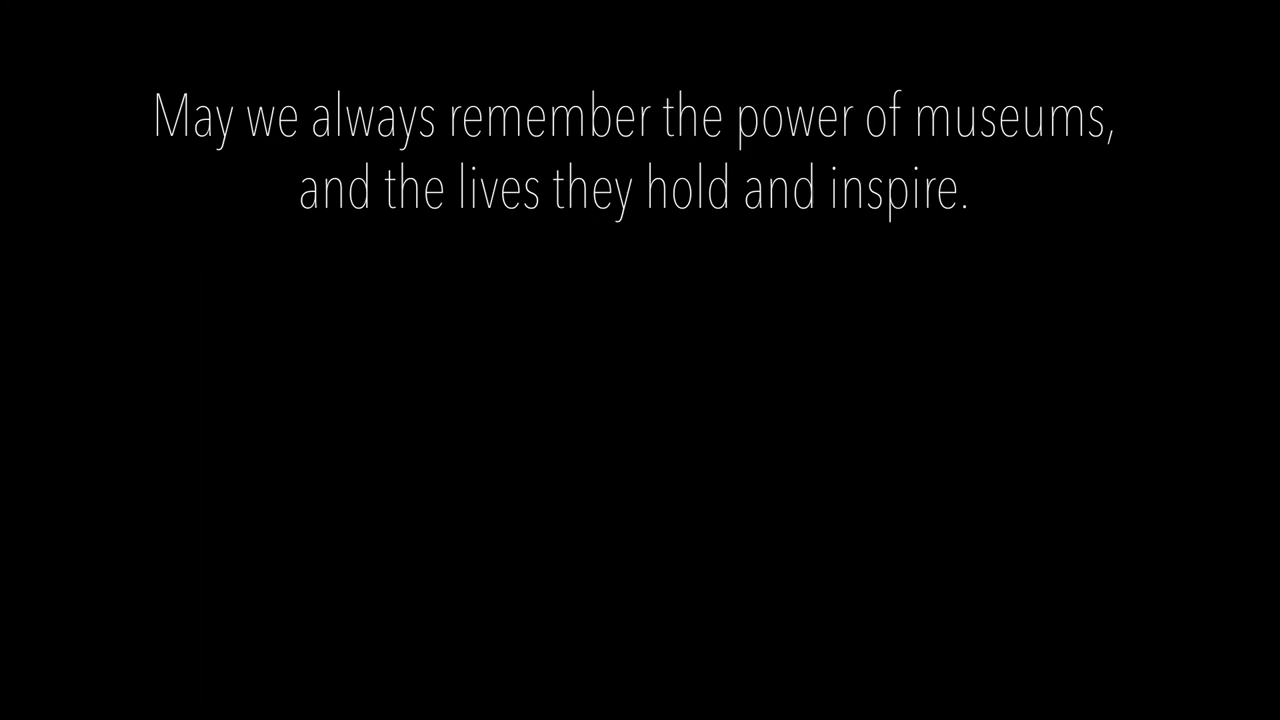 May we always remember the power of museums,
and the lives they hold and inspire.